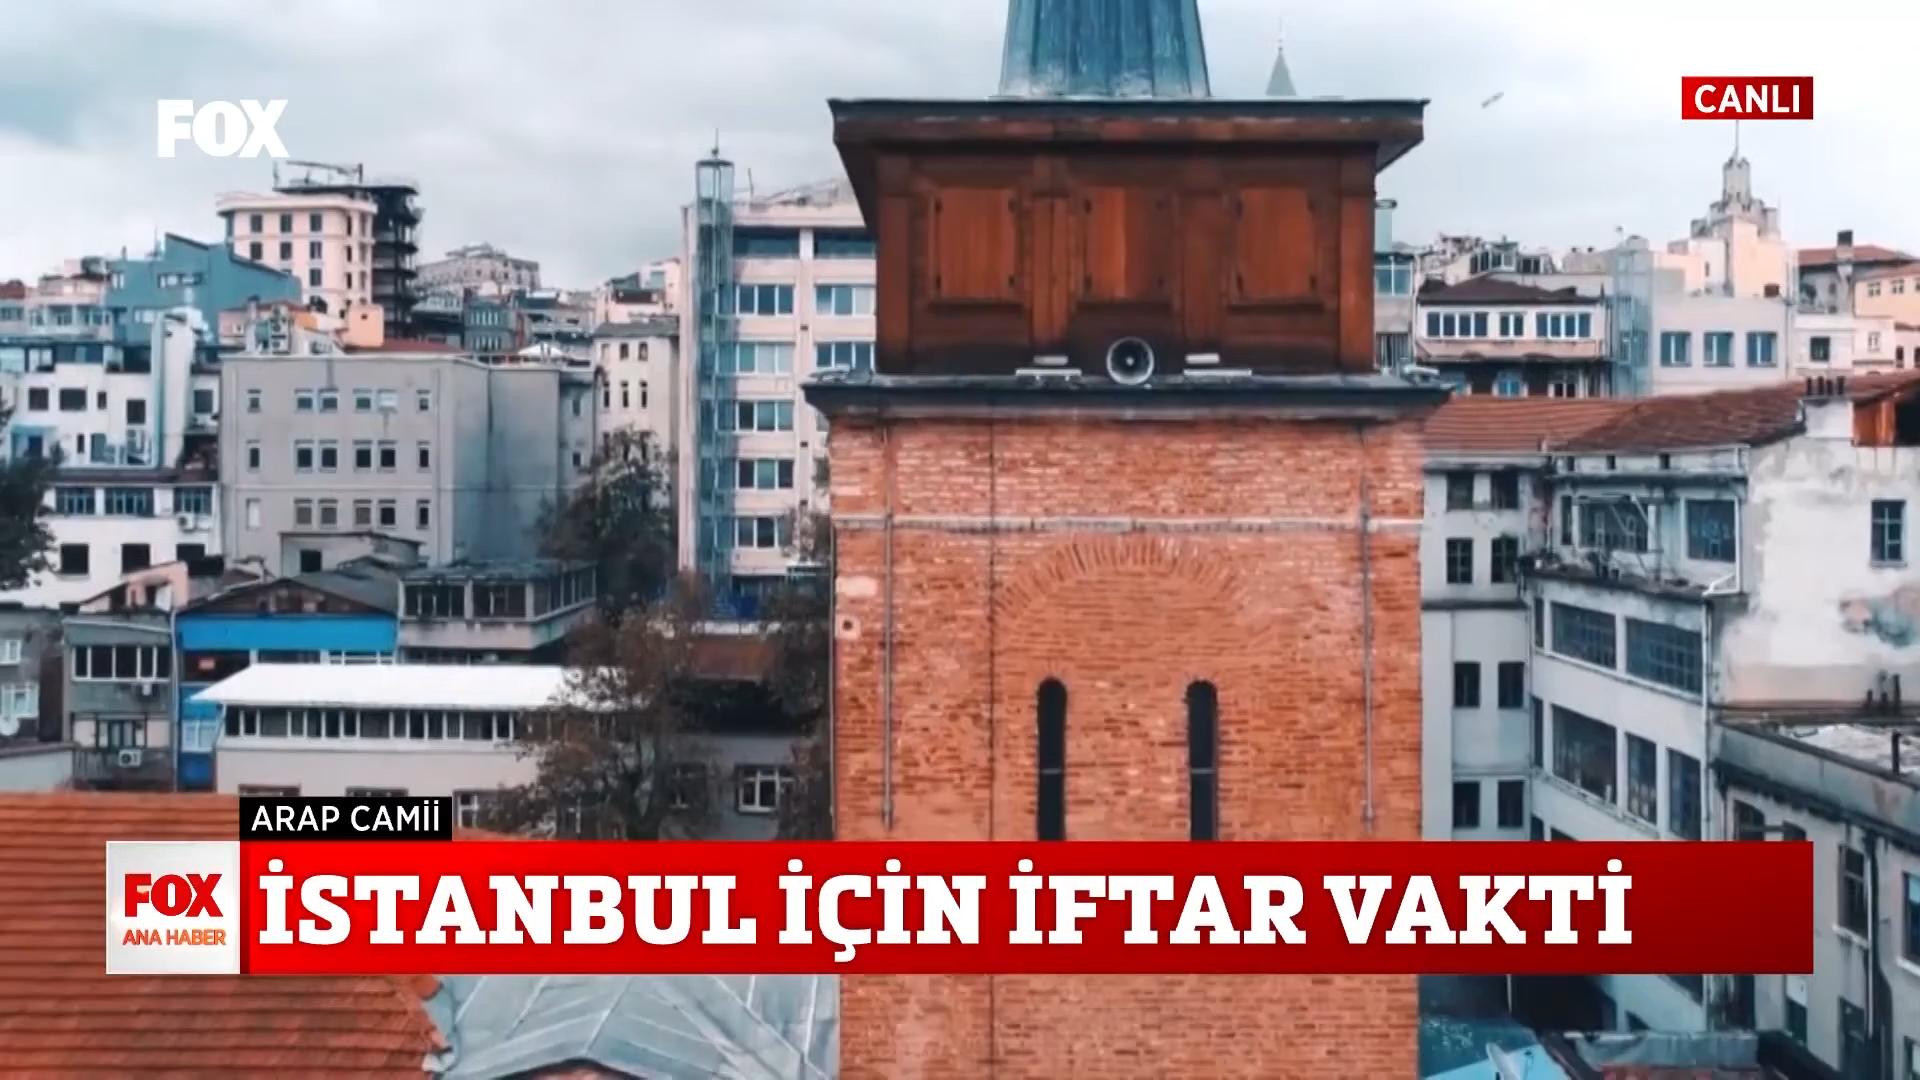 FOX
CANLI
ARAP CAMİİ
FOX
ANA HABER
İSTANBUL İÇİN İFTAR VAKTİ